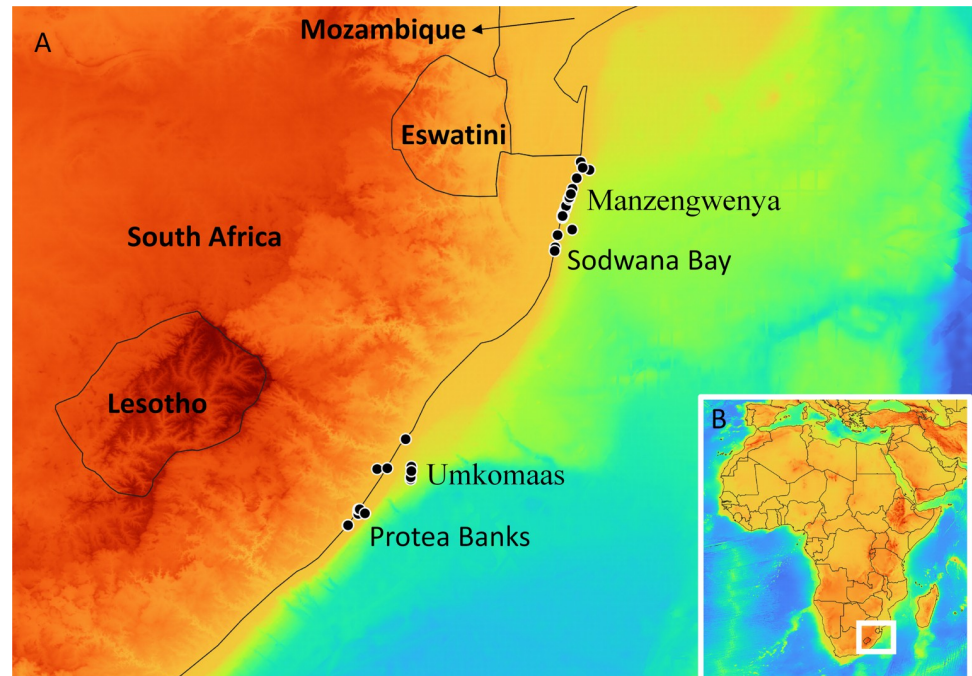 A
Mozambique
Eswatini
Manzengwenya
South Africa
Sodwana Bay
Lesotho
B
Umkomaas
Protea Banks